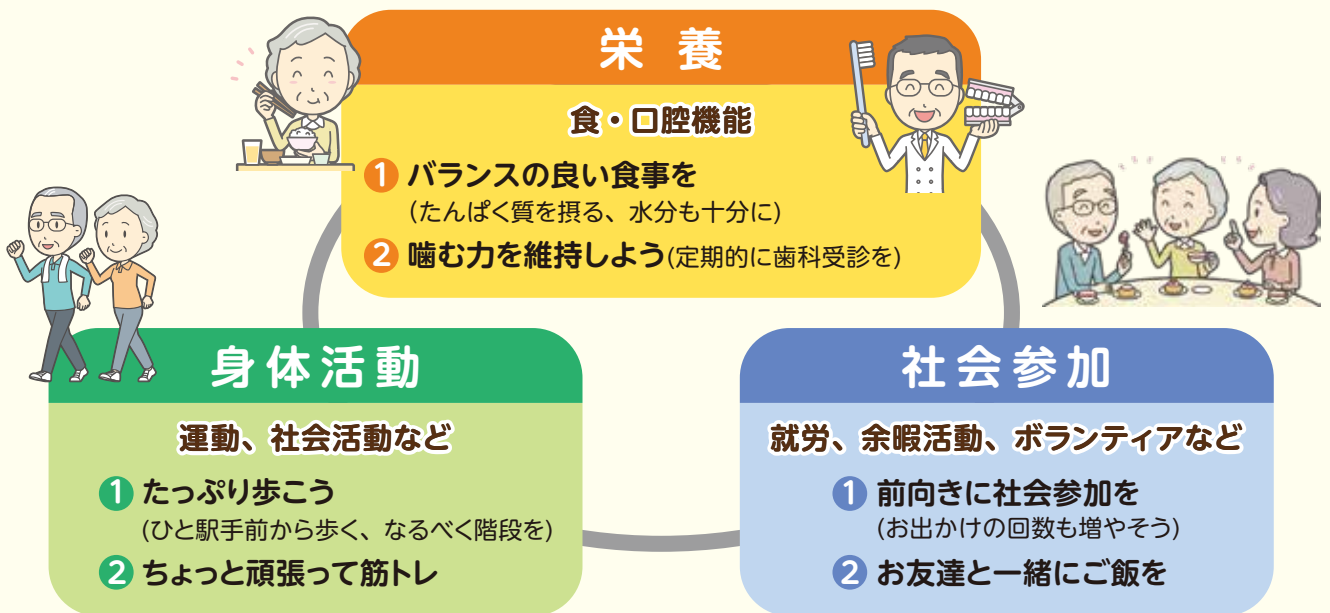 栄養
食・口腔機能
1 バランスの良い食事を
(たんぱく質を摂る、水分も十分に)
2 噛む力を維持しよう(定期的に歯科受診を)
身体活動
運動、社会活動など
1 たっぷり歩こう
(ひと駅手前から歩く、なるべく階段を)
2 ちょっと頑張って筋トレ
社会参加
就労、余暇活動、ボランティアなど
1 前向きに社会参加を
(お出かけの回数も増やそう)
2 お友達と一緒にご飯を